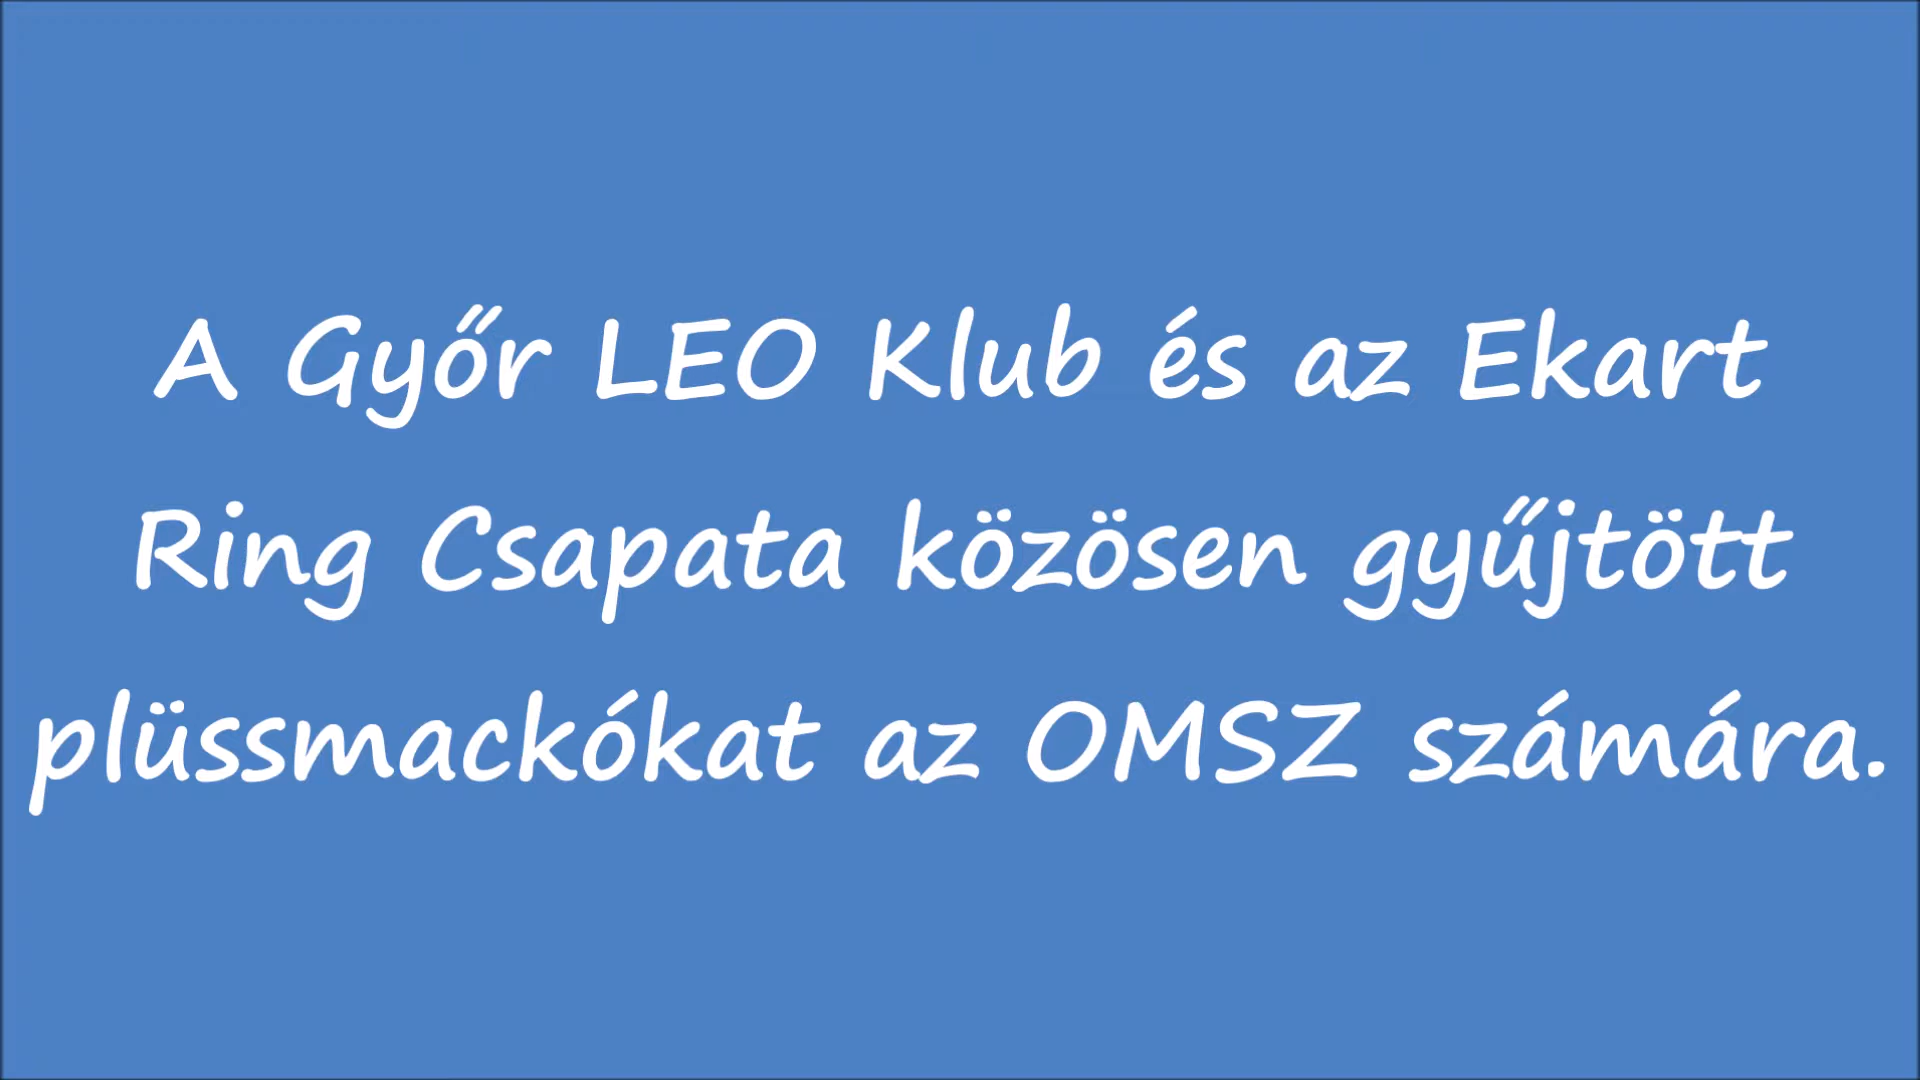 A Győr LEO Klub és az Ekart
Ring Csapata közösen gyűjtött
plüssmackókat az OMSZ számára.